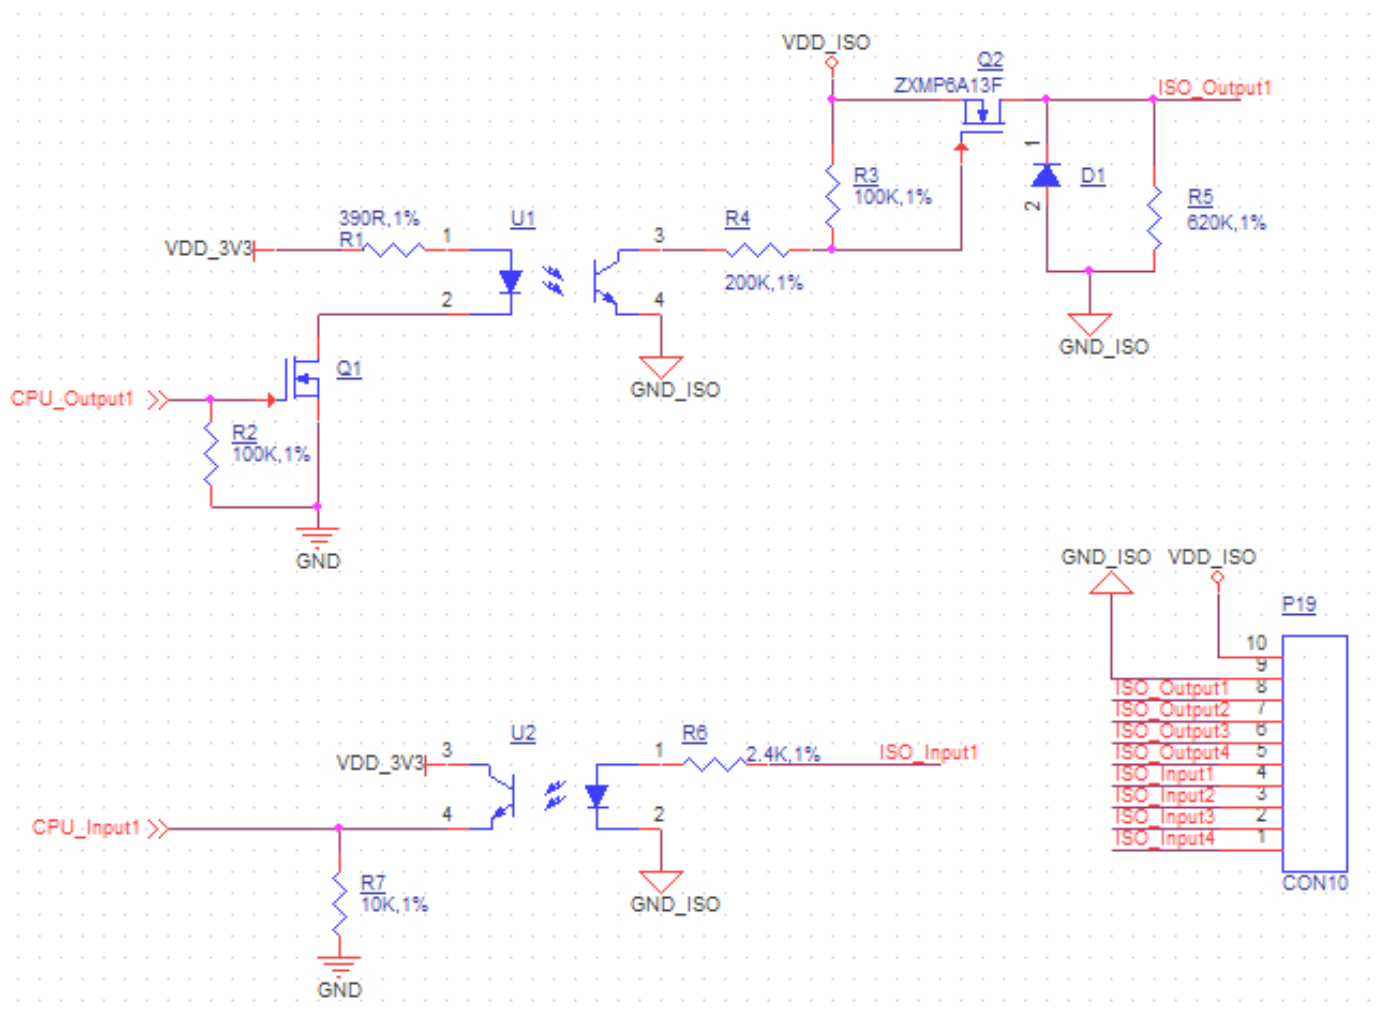 VDD_ISO
Q2
ZXMP6A13F
ISO_Output1
1
D1
2
R3
100K,1%
R5
620K,1%
GND_ISO
390R,1%
R1
VDD_3V3
1
U1
3
R4
200K,1%
2
4
GND_ISO
Q1
CPU_Output1
R2
100K,1%
GND
GND_ISO
VDD_ISO
P19
10
9
ISO_Output1 8
ISO_Output2 7
ISO_Output3 6
ISO_Output4 5
ISO_Input1 4
ISO_Input2 3
ISO_Input3 2
ISO_Input4 1
CON10
VDD_3V3
3
U2
1
R6
2.4K,1%
ISO_Input1
CPU_Input1
4
2
R7
10K,1%
GND_ISO
GND